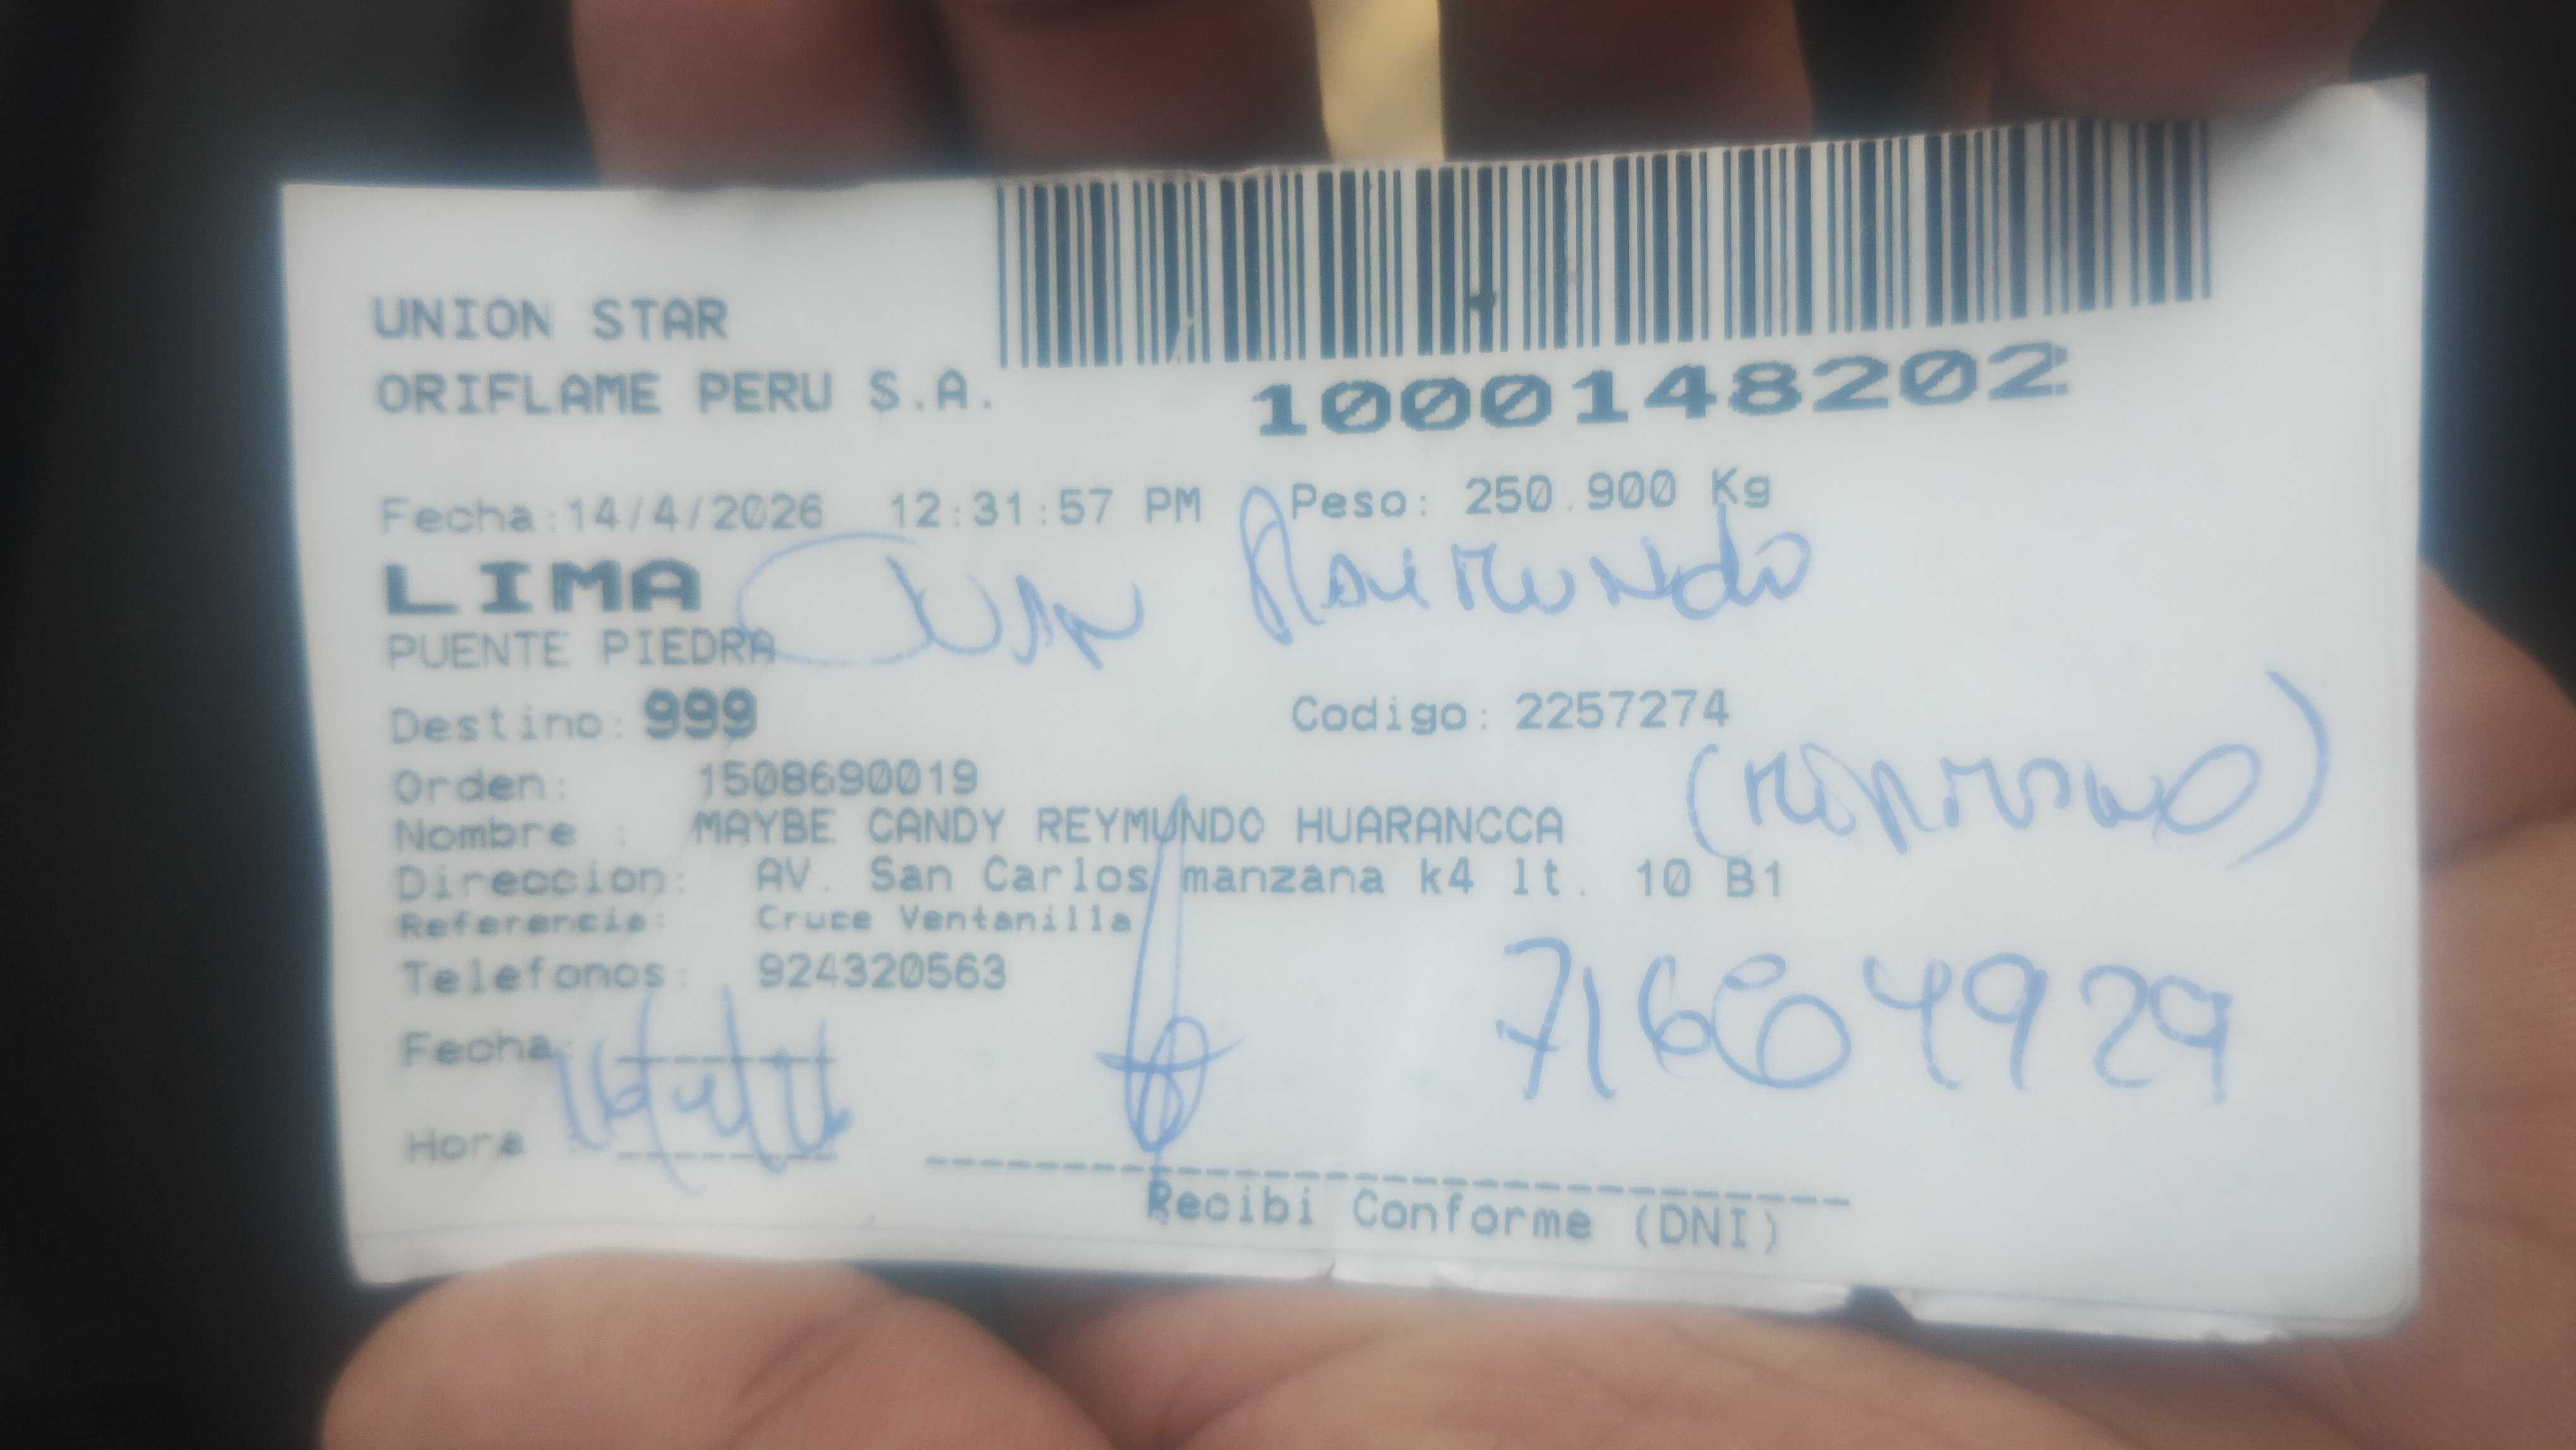 UNION STAR
ORIFLAME PERU S.A.
1000148202
Fecha:14/4/2026 12:31:57 PM Peso: 250.900 Kg
LIMA
Juan Raimundo
PUENTE PIEDRA
Destino: 999 Codigo: 2257274
Orden: 1508690019
Nombre : MAYBE CANDY REYMUNDO HUARANCCA
Direccion: AV. San Carlos manzana k4 lt. 10 B1
Referencia: Cruce Ventanilla
Telefonos: 924320563
Fecha:
Hora
Recibi Conforme (DNI)